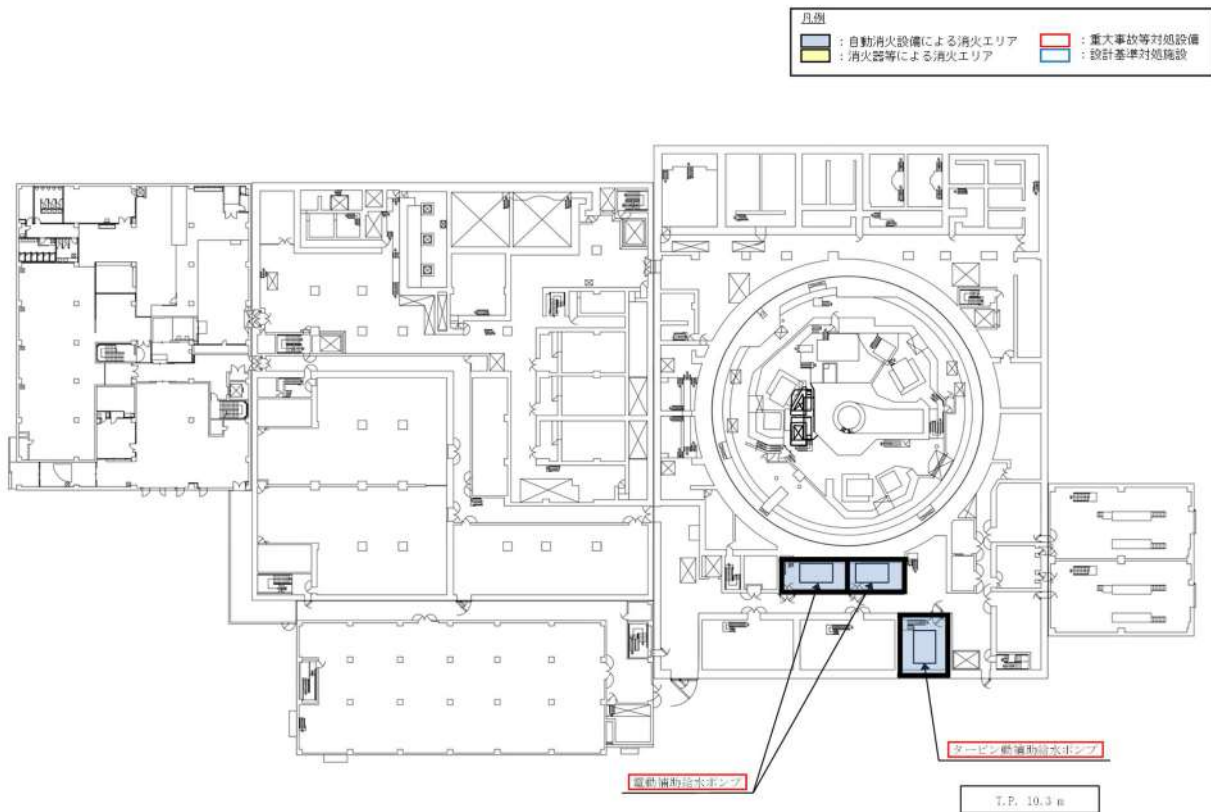 凡例
：自動消火設備による消火エリア
：重大事故等対処設備
：消火器等による消火エリア
：設計基準対処施設
タービン動補助給水ポンプ
電動補助給水ポンプ
T.P. 10.3 m